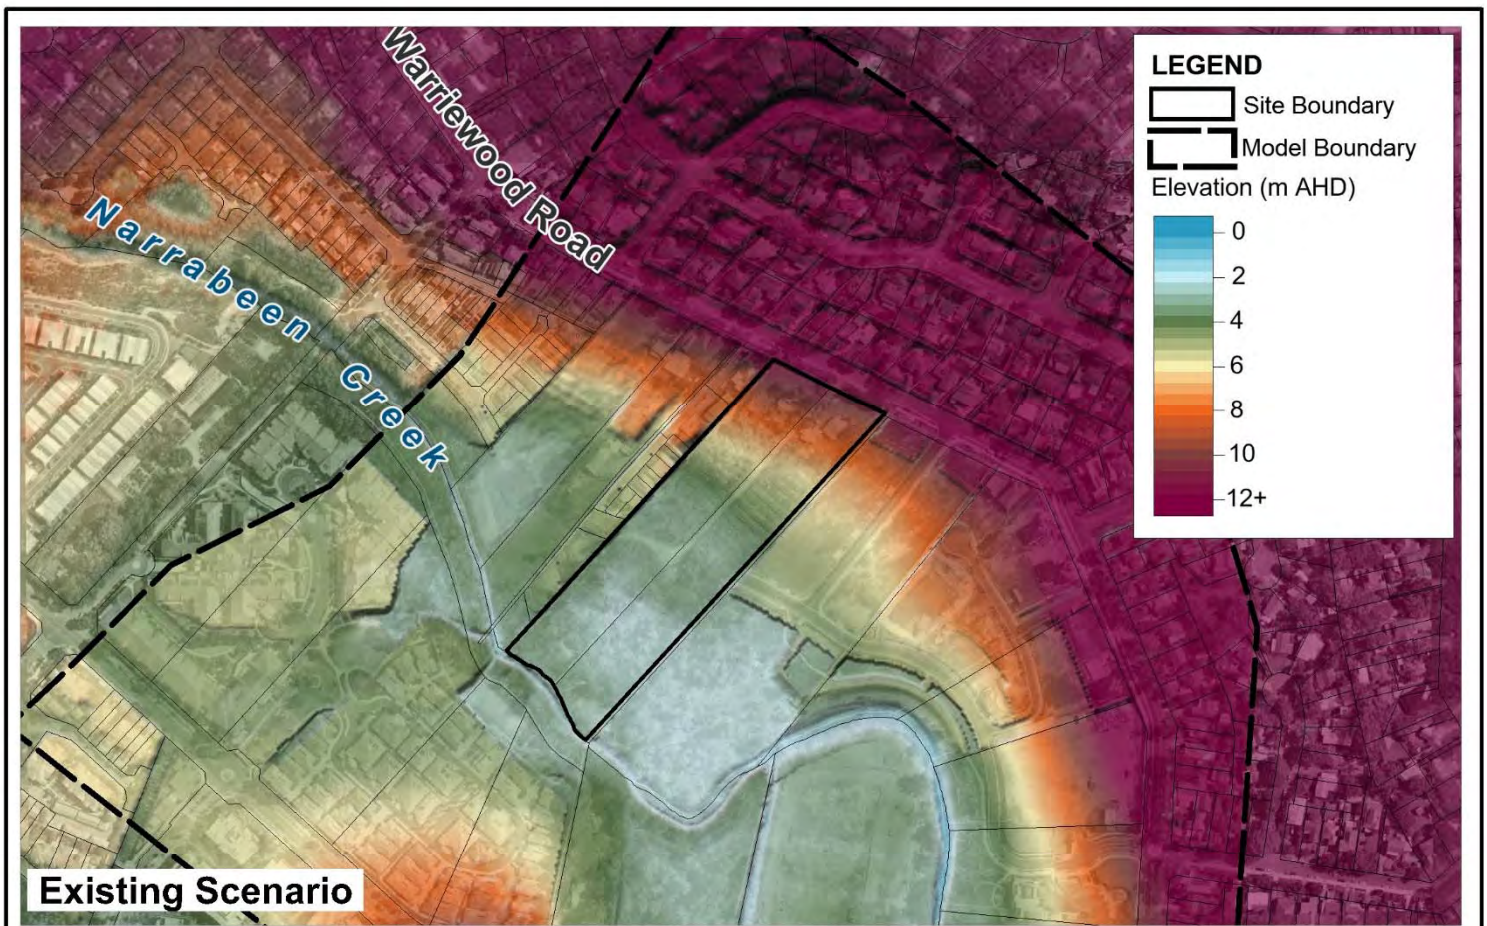 Warriewood Road
Narrabeen Creek
LEGEND
Site Boundary
Model Boundary
Elevation (m AHD)
0
2
4
6
8
10
12+
Existing Scenario